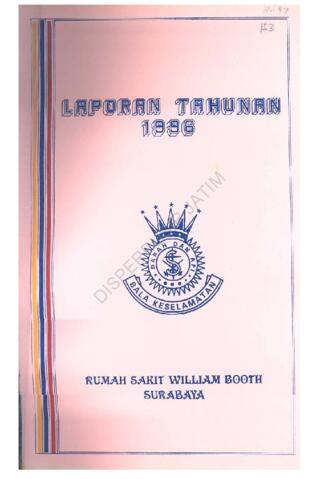 LAPORAN TAHUNAN
1996
DARAH DAN API
S
BALA KESELAMATAN
RUMAH SAKIT WILLIAM BOOTH
SURABAYA